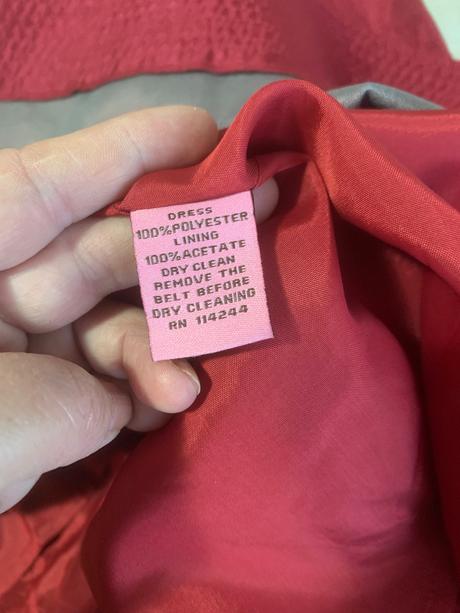 DRESS
100%POLYESTER
LINING
100%ACETATE
DRY CLEAN
REMOVE THE
BELT BEFORE
DRY CLEANING
RN 114244